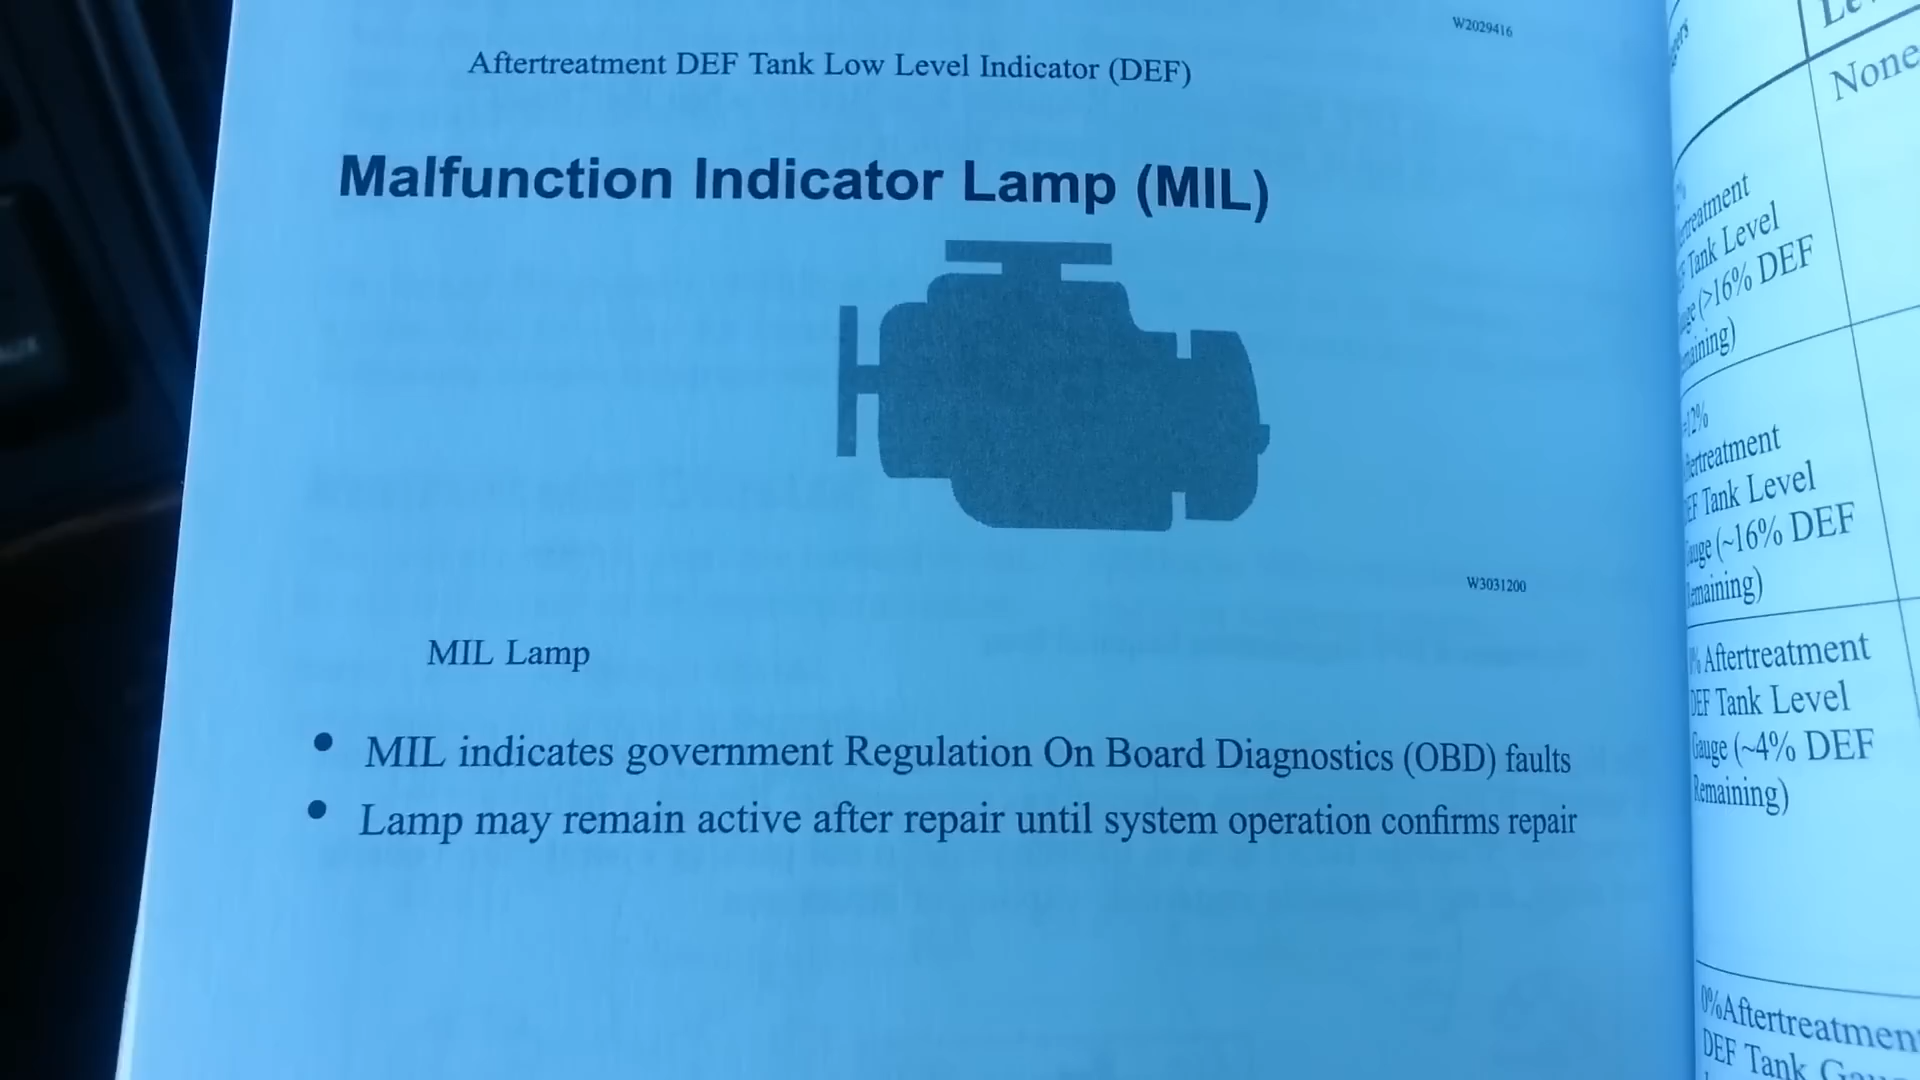 W2029416
Aftertreatment DEF Tank Low Level Indicator (DEF)
Malfunction Indicator Lamp (MIL)
W3031200
MIL Lamp
• MIL indicates government Regulation On Board Diagnostics (OBD) faults
• Lamp may remain active after repair until system operation confirms repair
None
Tank Level
(>16% DEF
Tank Level
(~16% DEF
Aftertreatment
DEF Tank Level
Gauge (~4% DEF
Remaining)
0%Aftertreatment
DEF Tank